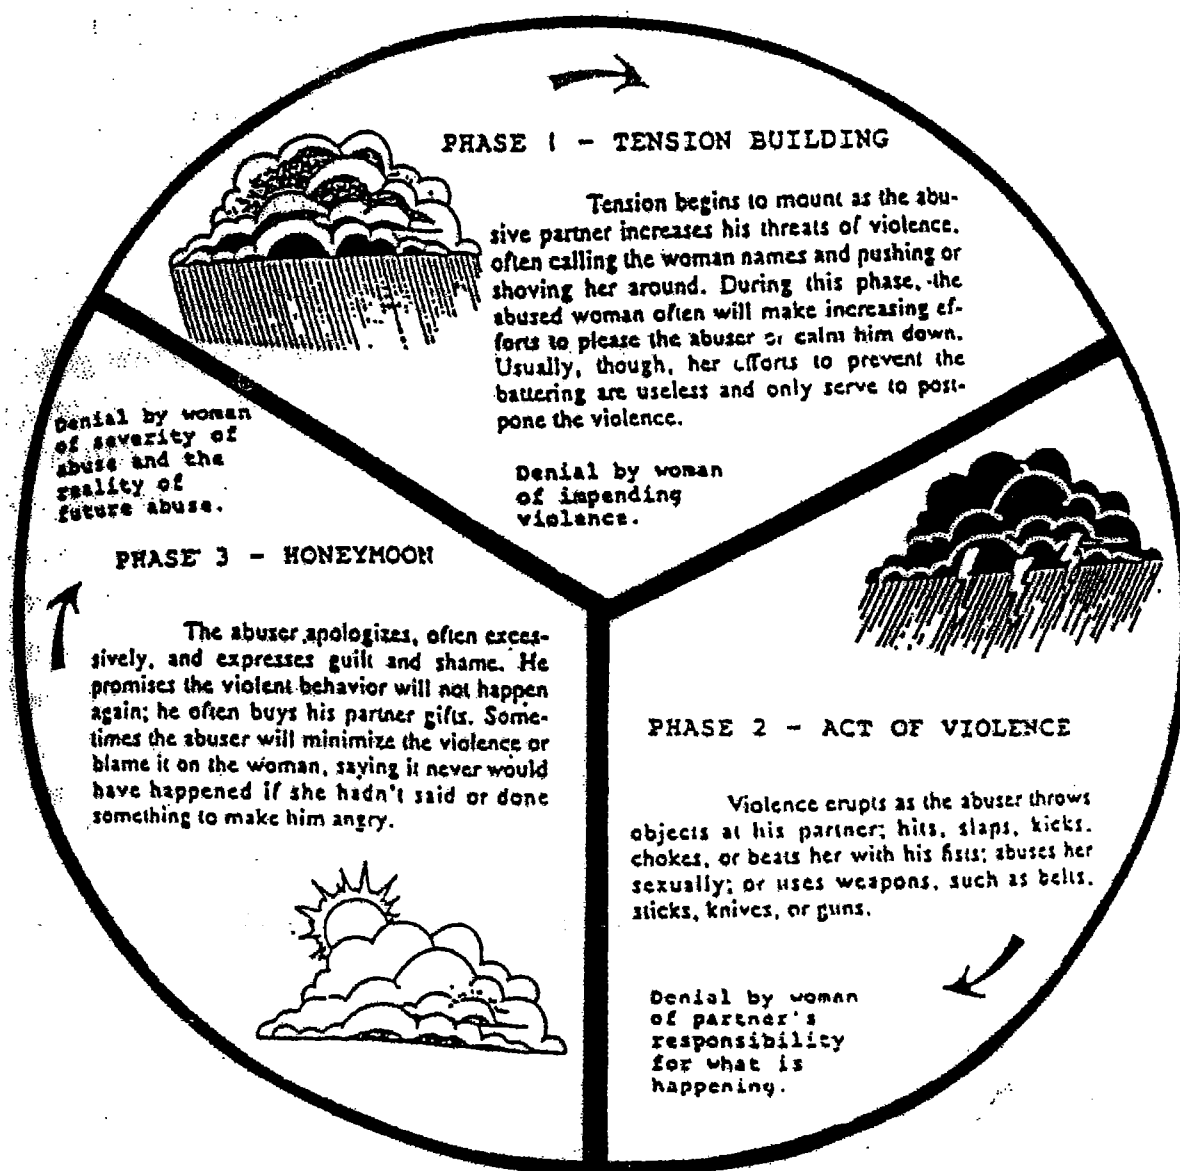 PHASE 1 - TENSION BUILDING
Tension begins to mount as the abu-
sive partner increases his threats of violence,
often calling the woman names and pushing or
shoving her around. During this phase, the
abused woman often will make increasing ef-
forts to please the abuser or calm him down.
Usually, though, her efforts to prevent the
battering are useless and only serve to post-
pone the violence.
Denial by woman
of impending
violence.
PHASE 2 - ACT OF VIOLENCE
Violence erupts as the abuser throws
objects at his partner; hits, slaps, kicks,
chokes, or beats her with his fists; abuses her
sexually; or uses weapons, such as belts,
sticks, knives, or guns.
Denial by woman
of partner's
responsibility
for what is
happening.
Denial by woman
of severity of
abuse and the
reality of
future abuse.
PHASE 3 - HONEYMOON
The abuser apologizes, often exces-
sively, and expresses guilt and shame. He
promises the violent behavior will not happen
again; he often buys his partner gifts. Some-
times the abuser will minimize the violence or
blame it on the woman, saying it never would
have happened if she hadn't said or done
something to make him angry.